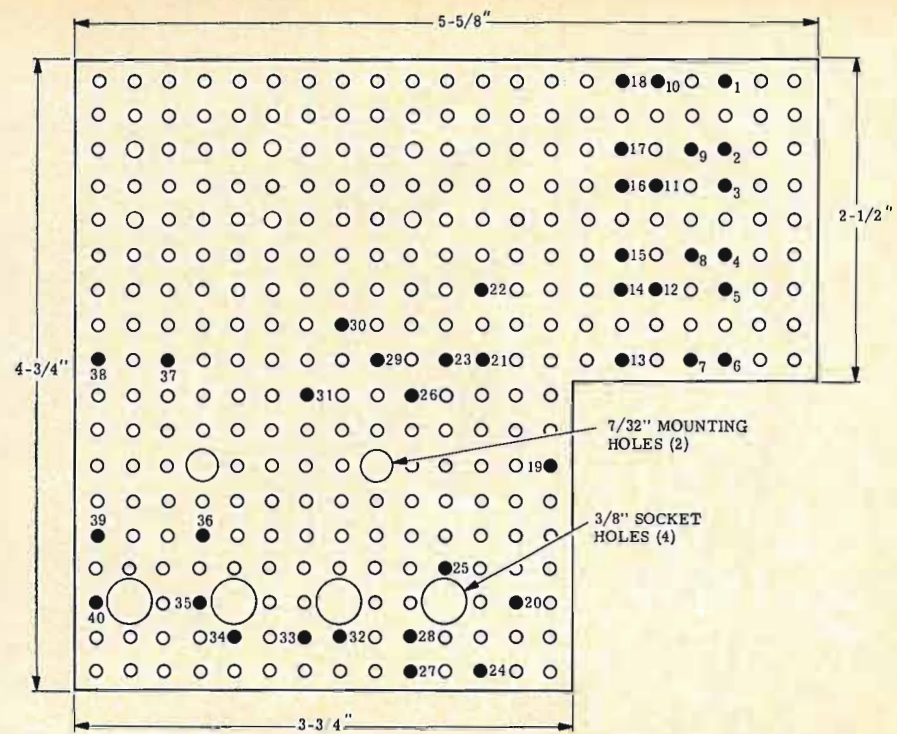 5-5/8"
18 10 1
17 9 2
16 11 3
2-1/2"
15 8 4
22 14 12 5
30
4-3/4"
38 37 29 23 21 13 7 6
31 26
7/32" MOUNTING
HOLES (2)
19
39 36
3/8" SOCKET
HOLES (4)
25
40 35 20
34 33 32 28
27 24
3-3/4"